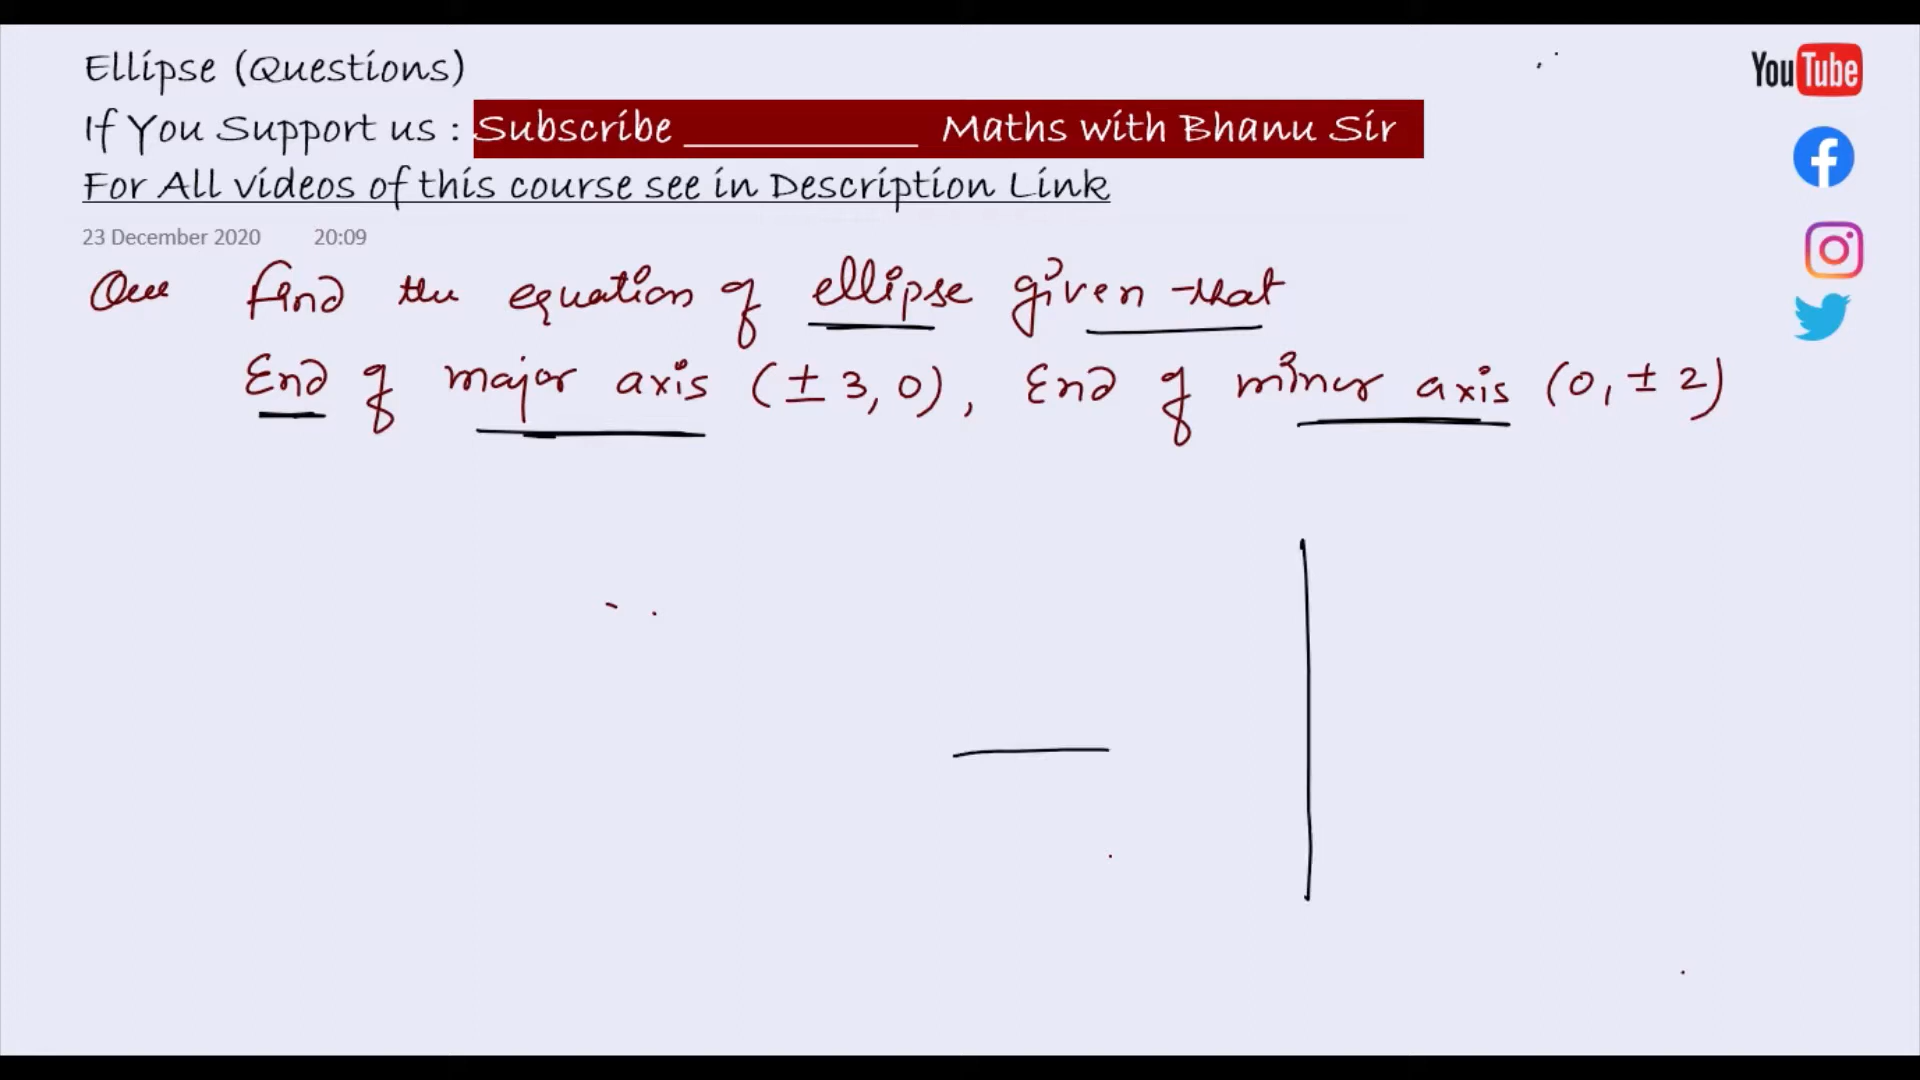 Ellipse (Questions)
If You Support us : Subscribe ____________ Maths with Bhanu Sir
For All videos of this course see in Description Link
23 December 2020 20:09
Que find the equation of ellipse given that
End of major axis (± 3, 0), End of minor axis (0, ± 2)
YouTube